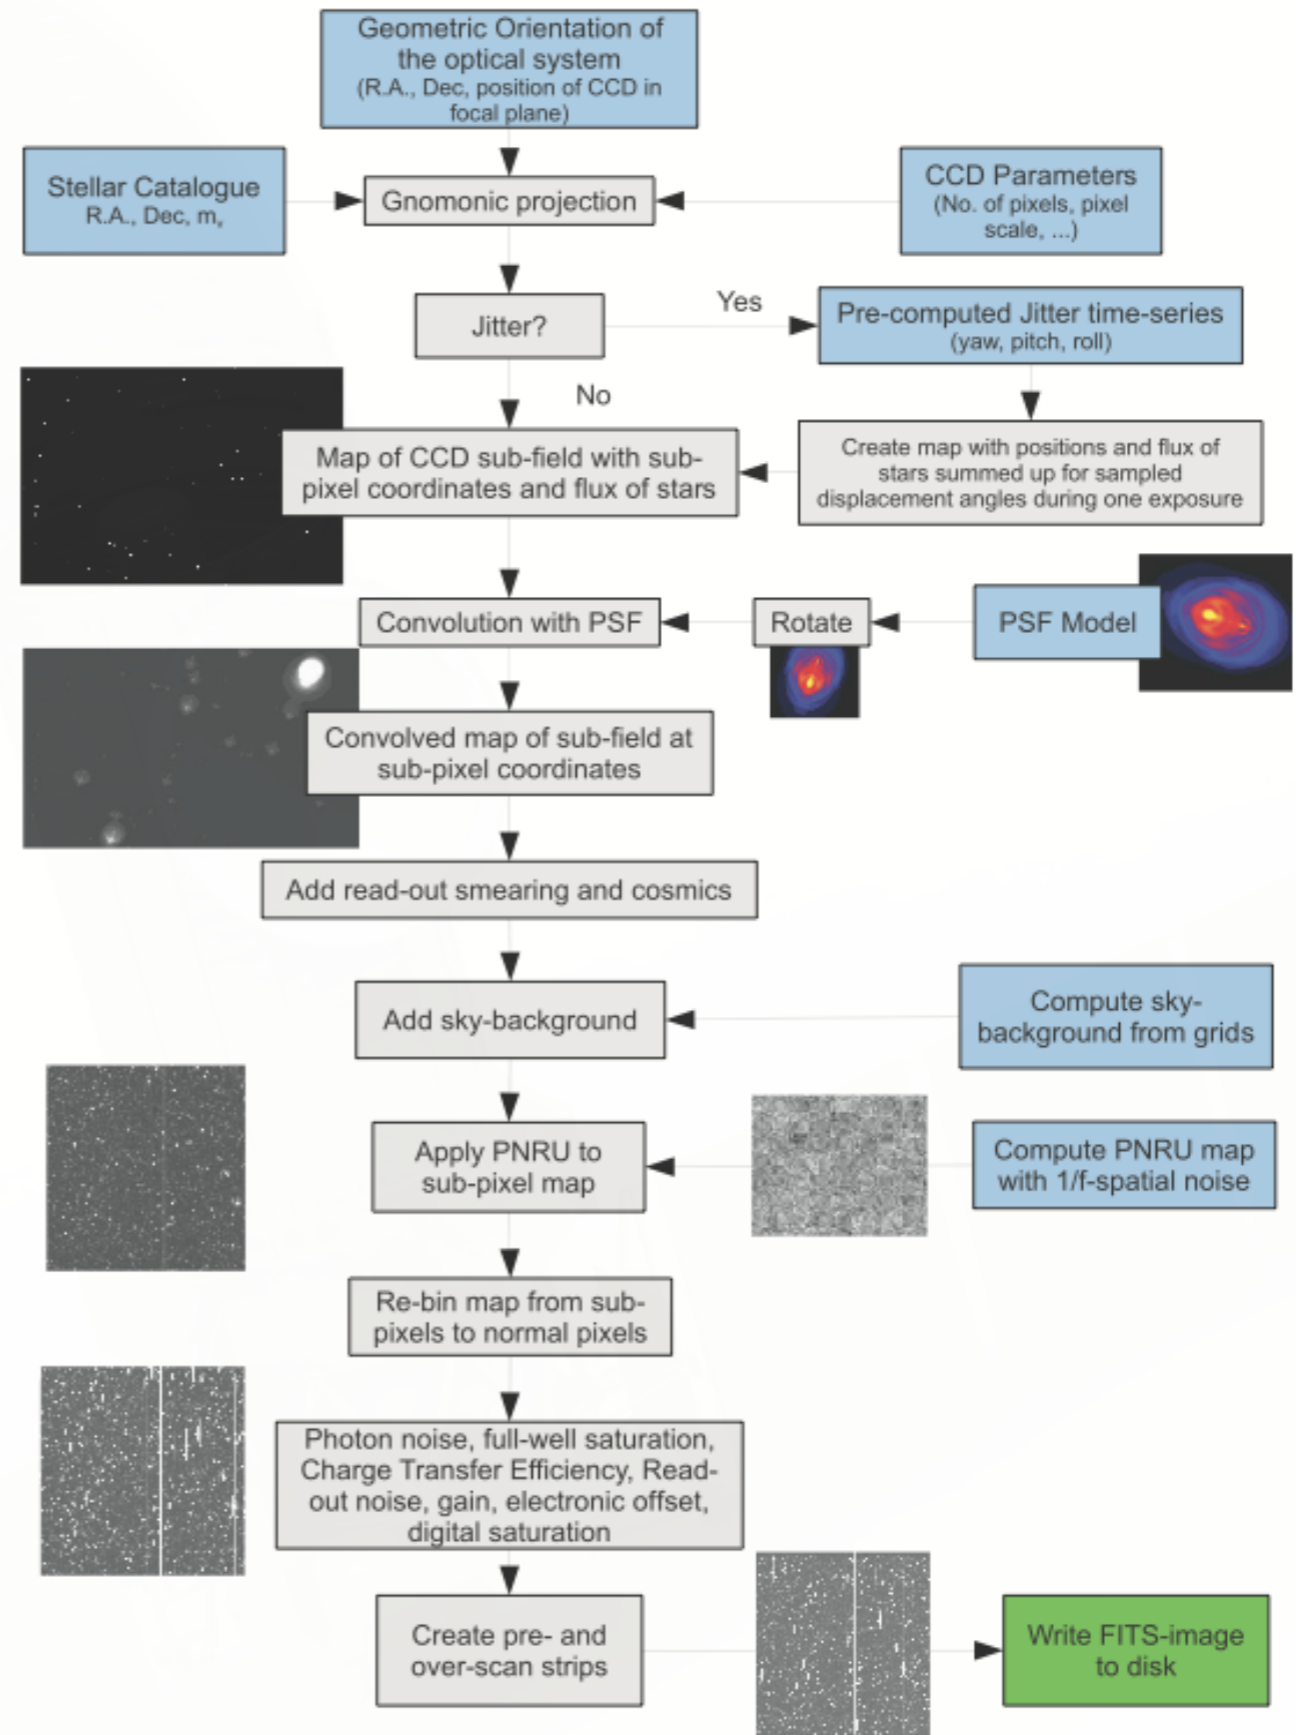 Geometric Orientation of
the optical system
(R.A., Dec, position of CCD in
focal plane)
Stellar Catalogue
R.A., Dec, mᵥ
Gnomonic projection
CCD Parameters
(No. of pixels, pixel
scale, ...)
Jitter?
Yes
Pre-computed Jitter time-series
(yaw, pitch, roll)
No
Map of CCD sub-field with sub-
pixel coordinates and flux of stars
Create map with positions and flux of
stars summed up for sampled
displacement angles during one exposure
Convolution with PSF
Rotate
PSF Model
Convolved map of sub-field at
sub-pixel coordinates
Add read-out smearing and cosmics
Add sky-background
Compute sky-
background from grids
Apply PNRU to
sub-pixel map
Compute PNRU map
with 1/f-spatial noise
Re-bin map from sub-
pixels to normal pixels
Photon noise, full-well saturation,
Charge Transfer Efficiency, Read-
out noise, gain, electronic offset,
digital saturation
Create pre- and
over-scan strips
Write FITS-image
to disk